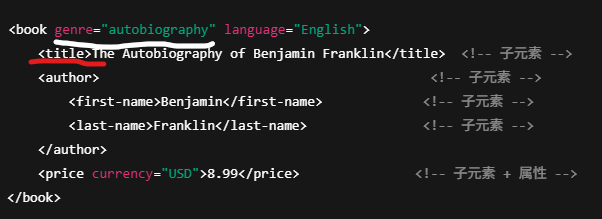 <book genre="autobiography" language="English">
<title>The Autobiography of Benjamin Franklin</title> <!-- 子元素 -->
<author> <!-- 子元素 -->
<first-name>Benjamin</first-name> <!-- 子元素 -->
<last-name>Franklin</last-name> <!-- 子元素 -->
</author>
<price currency="USD">8.99</price> <!-- 子元素 + 属性 -->
</book>